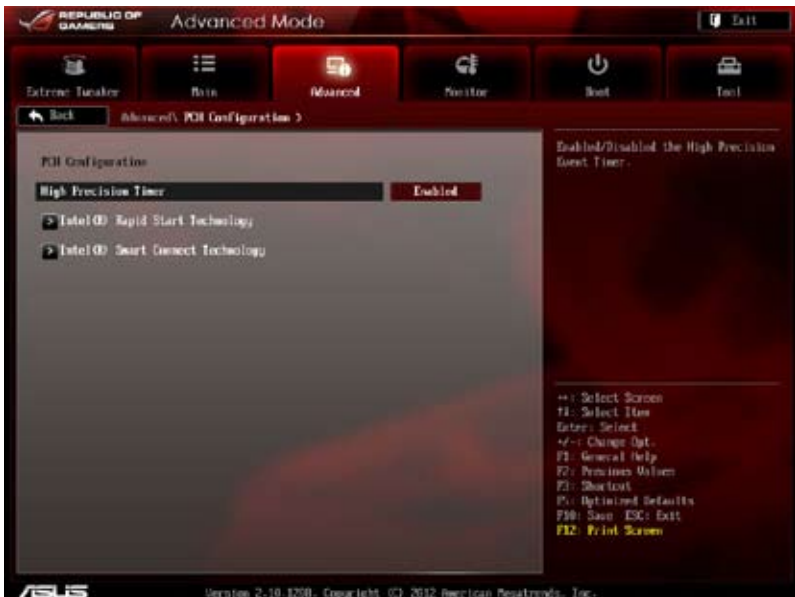 REPUBLIC OF GAMERS
Advanced Mode
Exit
Extreme Tweaker
Main
Advanced
Monitor
Boot
Tool
Back
Advanced\ PCH Configuration >
PCH Configuration
High Precision Timer
Enabled
> Intel(R) Rapid Start Technology
> Intel(R) Smart Connect Technology
Enabled/Disabled the High Precision
Event Timer.
↔: Select Screen
↑↓: Select Item
Enter: Select
+/-: Change Opt.
F1: General Help
F2: Previous Values
F3: Shortcut
F5: Optimized Defaults
F10: Save ESC: Exit
F12: Print Screen
ASUS
Version 2.10.1208. Copyright (C) 2012 American Megatrends, Inc.